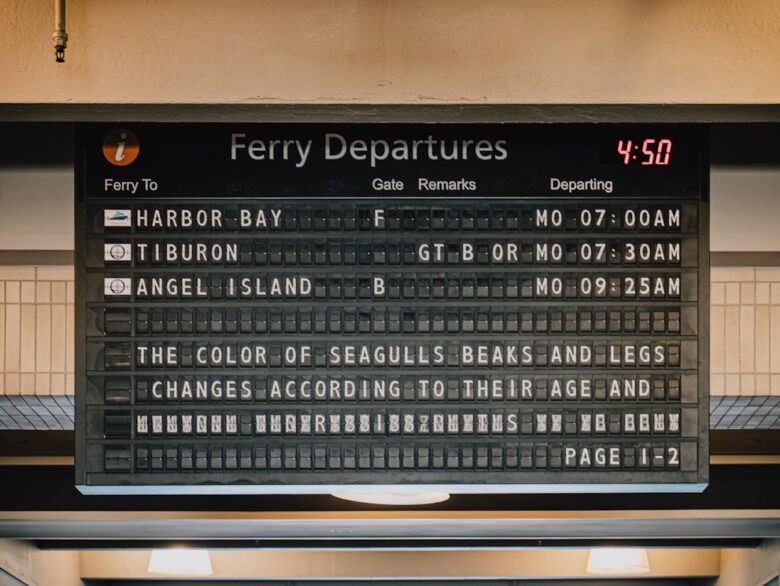 i Ferry Departures 4:50
Ferry To Gate Remarks Departing
HARBOR BAY F MO 07:00AM
TIBURON GT B OR MO 07:30AM
ANGEL ISLAND B MO 09:25AM
THE COLOR OF SEAGULLS BEAKS AND LEGS
CHANGES ACCORDING TO THEIR AGE AND
PAGE 1-2